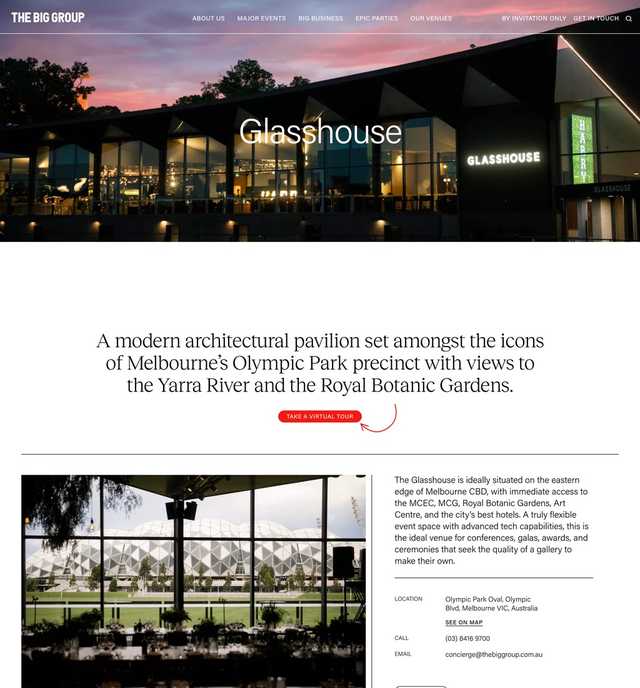 THE BIG GROUP
ABOUT US
MAJOR EVENTS
BIG BUSINESS
EPIC PARTIES
OUR VENUES
BY INVITATION ONLY
GET IN TOUCH
Glasshouse
GLASSHOUSE
HARRY
GLASSHOUSE
A modern architectural pavilion set amongst the icons
of Melbourne’s Olympic Park precinct with views to
the Yarra River and the Royal Botanic Gardens.
TAKE A VIRTUAL TOUR
The Glasshouse is ideally situated on the eastern
edge of Melbourne CBD, with immediate access to
the MCEC, MCG, Royal Botanic Gardens, Art
Centre, and the city’s best hotels. A truly flexible
event space with advanced tech capabilities, this is
the ideal venue for conferences, galas, awards, and
ceremonies that seek the quality of a gallery to
make their own.
LOCATION
Olympic Park Oval, Olympic
Blvd, Melbourne VIC, Australia
SEE ON MAP
CALL
(03) 8416 9700
EMAIL
concierge@thebiggroup.com.au